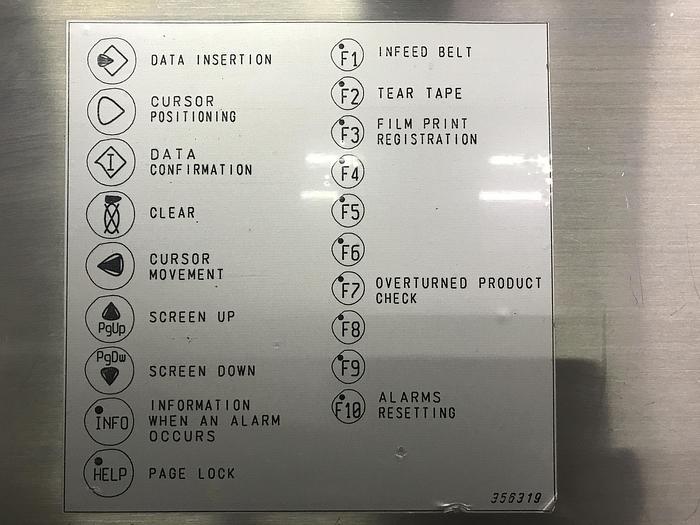 DATA INSERTION
CURSOR
POSITIONING
I
DATA
CONFIRMATION
CLEAR
CURSOR
MOVEMENT
PgUp
SCREEN UP
PgDw
SCREEN DOWN
INFO
INFORMATION
WHEN AN ALARM
OCCURS
HELP
PAGE LOCK
F1
INFEED BELT
F2
TEAR TAPE
F3
FILM PRINT
REGISTRATION
F4
F5
F6
F7
OVERTURNED PRODUCT
CHECK
F8
F9
F10
ALARMS
RESETTING
356319